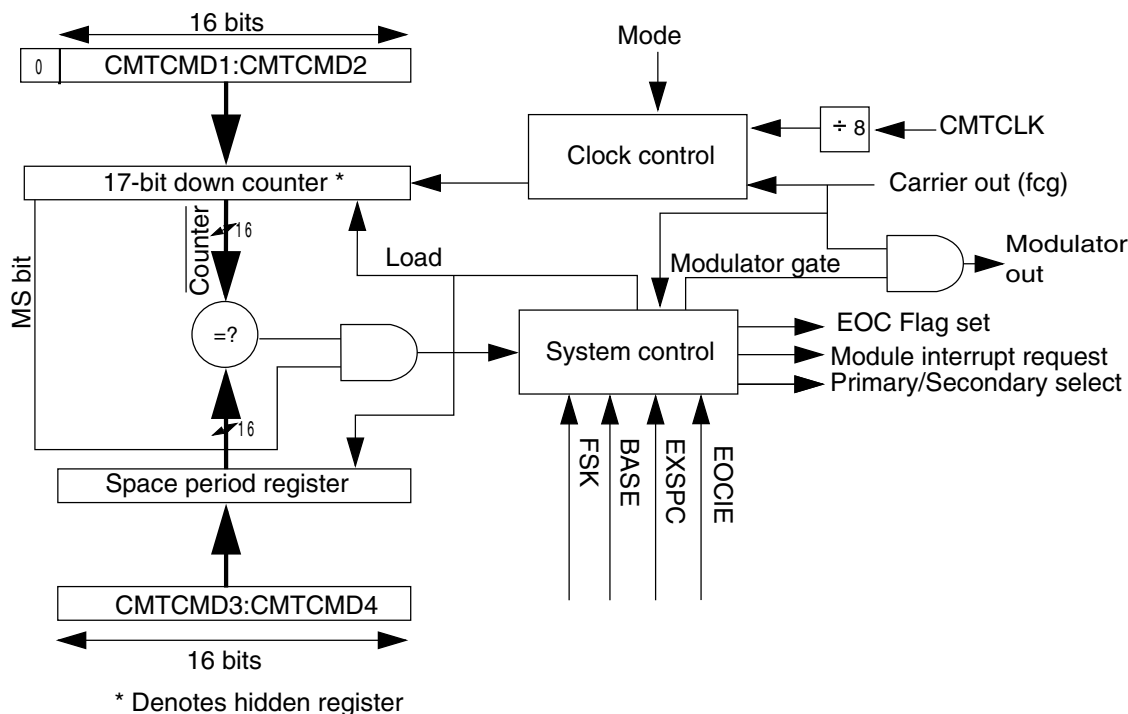 16 bits
0
CMTCMD1:CMTCMD2
Mode
÷ 8
CMTCLK
Clock control
17-bit down counter *
Carrier out (fcg)
16
Counter
MS bit
Load
Modulator gate
Modulator
out
=?
System control
EOC Flag set
Module interrupt request
Primary/Secondary select
16
FSK
BASE
EXSPC
EOCIE
Space period register
CMTCMD3:CMTCMD4
16 bits
* Denotes hidden register